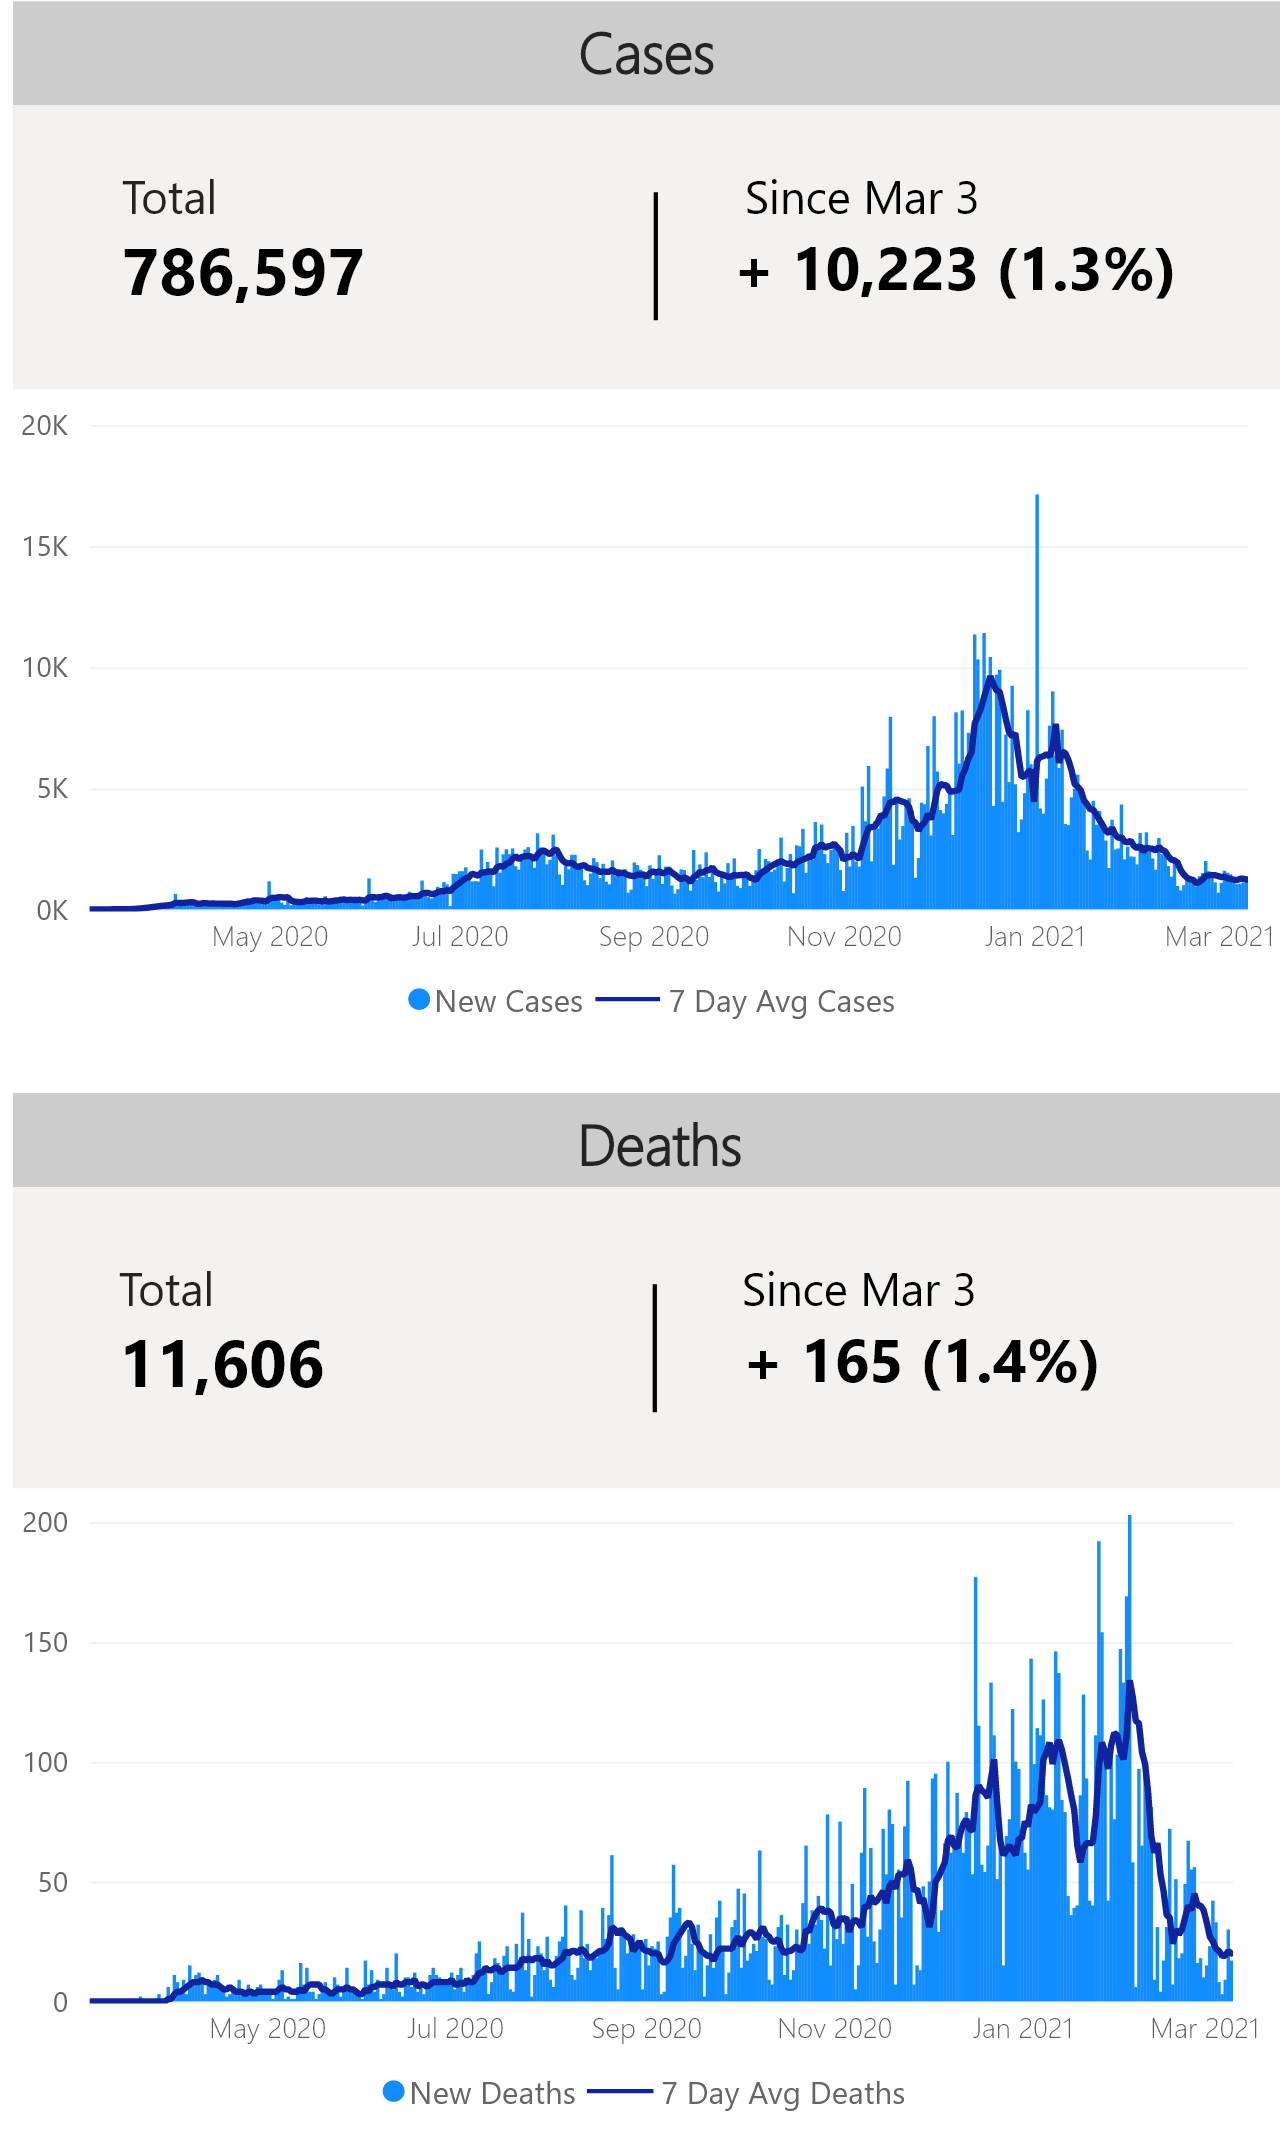 Cases
Total
Since Mar 3
786,597
+ 10,223 (1.3%)
20K
15K
10K
5K
0K
May 2020
Jul 2020
Sep 2020
Nov 2020
Jan 2021
Mar 2021
New Cases
7 Day Avg Cases
Deaths
Total
Since Mar 3
11,606
+ 165 (1.4%)
200
150
100
50
0
May 2020
Jul 2020
Sep 2020
Nov 2020
Jan 2021
Mar 2021
New Deaths
7 Day Avg Deaths